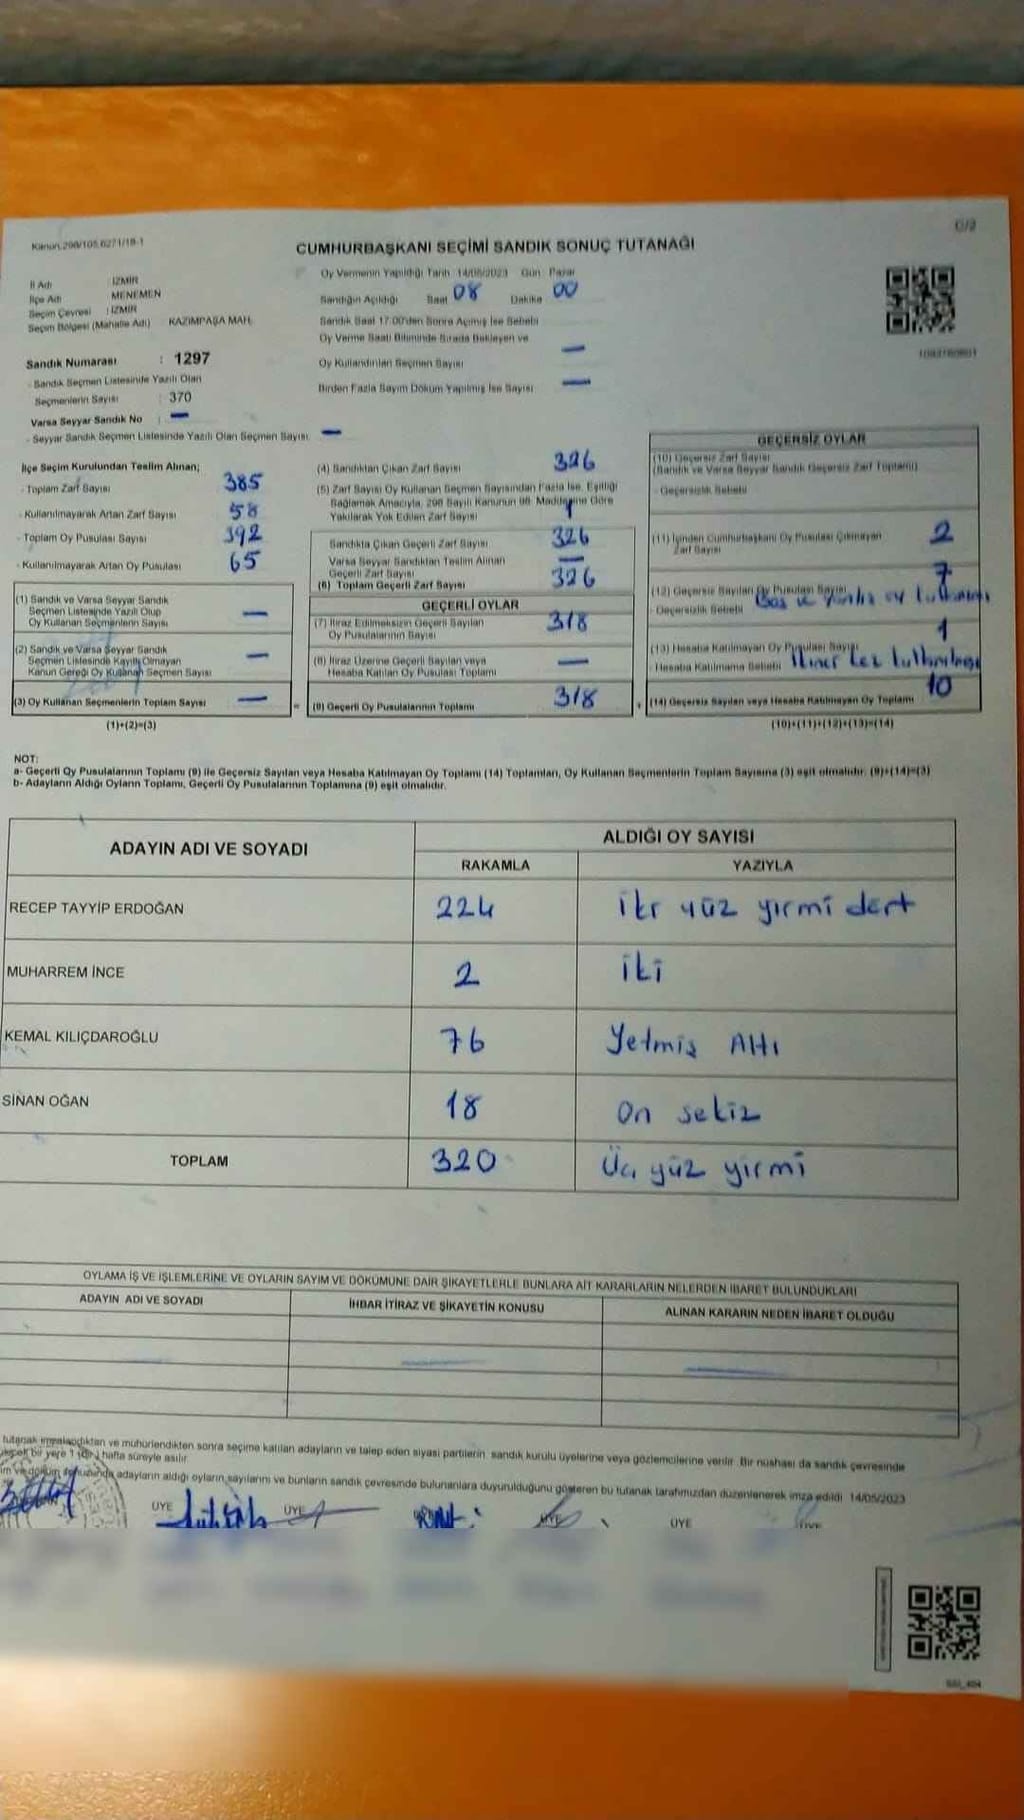 Kanun.298/105,6271/18-1
C/2
CUMHURBAŞKANI SEÇİMİ SANDIK SONUÇ TUTANAĞI
İl Adı : İZMİR
İlçe Adı MENEMEN
Seçim Çevresi : İZMİR
Seçim Bölgesi (Mahalle Adı) KAZIMPAŞA MAH.
Sandık Numarası : 1297
- Sandık Seçmen Listesinde Yazılı Olan
Seçmenlerin Sayısı : 370
Varsa Seyyar Sandık No : —
- Seyyar Sandık Seçmen Listesinde Yazılı Olan Seçmen Sayısı: —
Oy Vermenin Yapıldığı Tarih 14/05/2023 Gün Pazar
Sandığın Açıldığı Saat 08 Dakika 00
Sandık Saat 17:00'den Sonra Açılmış İse Sebebi
Oy Verme Saati Bitiminde Sırada Bekleyen ve
Oy Kullandırılan Seçmen Sayısı —
Birden Fazla Sayım Döküm Yapılmış İse Sayısı —
İlçe Seçim Kurulundan Teslim Alınan;
- Toplam Zarf Sayısı 385
- Kullanılmayarak Artan Zarf Sayısı 58
- Toplam Oy Pusulası Sayısı 392
- Kullanılmayarak Artan Oy Pusulası 65
(1) Sandık ve Varsa Seyyar Sandık
Seçmen Listesinde Yazılı Olup
Oy Kullanan Seçmenlerin Sayısı —
(2) Sandık ve Varsa Seyyar Sandık
Seçmen Listesinde Kayıtlı Olmayan
Kanun Gereği Oy Kullanan Seçmen Sayısı —
(3) Oy Kullanan Seçmenlerin Toplam Sayısı —
(1)+(2)=(3)
(4) Sandıktan Çıkan Zarf Sayısı 326
(5) Zarf Sayısı Oy Kullanan Seçmen Sayısından Fazla İse, Eşitliği
Sağlamak Amacıyla, 298 Sayılı Kanunun 98. Maddesine Göre
Yakılarak Yok Edilen Zarf Sayısı
Sandıkta Çıkan Geçerli Zarf Sayısı 326
Varsa Seyyar Sandıktan Teslim Alınan
Geçerli Zarf Sayısı —
(6) Toplam Geçerli Zarf Sayısı 326
GEÇERLİ OYLAR
(7) İtiraz Edilmeksizin Geçerli Sayılan
Oy Pusulalarının Sayısı 318
(8) İtiraz Üzerine Geçerli Sayılan veya
Hesaba Katılan Oy Pusulası Toplamı —
= (9) Geçerli Oy Pusulalarının Toplamı 318
GEÇERSİZ OYLAR
(10) Geçersiz Zarf Sayısı
(Sandık ve Varsa Seyyar Sandık Geçersiz Zarf Toplamı)
- Geçersizlik Sebebi
(11) İçinden Cumhurbaşkanı Oy Pusulası Çıkmayan
Zarf Sayısı 2
(12) Geçersiz Sayılan Oy Pusulası Sayısı 7
- Geçersizlik Sebebi Boş ve Yanlış oy kullanımı
(13) Hesaba Katılmayan Oy Pusulası Sayısı 1
- Hesaba Katılmama Sebebi İkiner kez kullanılası
+ (14) Geçersiz Sayılan veya Hesaba Katılmayan Oy Toplamı 10
(10)+(11)+(12)+(13)=(14)
NOT:
a- Geçerli Oy Pusulalarının Toplamı (9) ile Geçersiz Sayılan veya Hesaba Katılmayan Oy Toplamı (14) Toplamları, Oy Kullanan Seçmenlerin Toplam Sayısına (3) eşit olmalıdır. (9)+(14)=(3)
b- Adayların Aldığı Oyların Toplamı, Geçerli Oy Pusulalarının Toplamına (9) eşit olmalıdır.
ADAYIN ADI VE SOYADI
ALDIĞI OY SAYISI
RAKAMLA YAZIYLA
RECEP TAYYİP ERDOĞAN 224 iki yüz yirmi dört
MUHARREM İNCE 2 iki
KEMAL KILIÇDAROĞLU 76 Yetmiş Altı
SİNAN OĞAN 18 on sekiz
TOPLAM 320 Üç yüz yirmi
OYLAMA İŞ VE İŞLEMLERİNE VE OYLARIN SAYIM VE DÖKÜMÜNE DAİR ŞİKAYETLERLE BUNLARA AİT KARARLARIN NELERDEN İBARET BULUNDUKLARI
ADAYIN ADI VE SOYADI İHBAR İTİRAZ VE ŞİKAYETİN KONUSU ALINAN KARARIN NEDEN İBARET OLDUĞU
tutanak imzalandıktan ve mühürlendikten sonra seçime katılan adayların ve talep eden siyasi partilerin sandık kurulu üyelerine veya gözlemcilerine verilir. Bir nüshası da sandık çevresinde
bir yere 1 (bir) hafta süreyle asılır.
ve döküm sonucunda adayların aldığı oyların sayılarını ve bunların sandık çevresinde bulunanlara duyurulduğunu gösteren bu tutanak tarafımızdan düzenlenerek imza edildi 14/05/2023
ÜYE ÜYE ÜYE ÜYE ÜYE